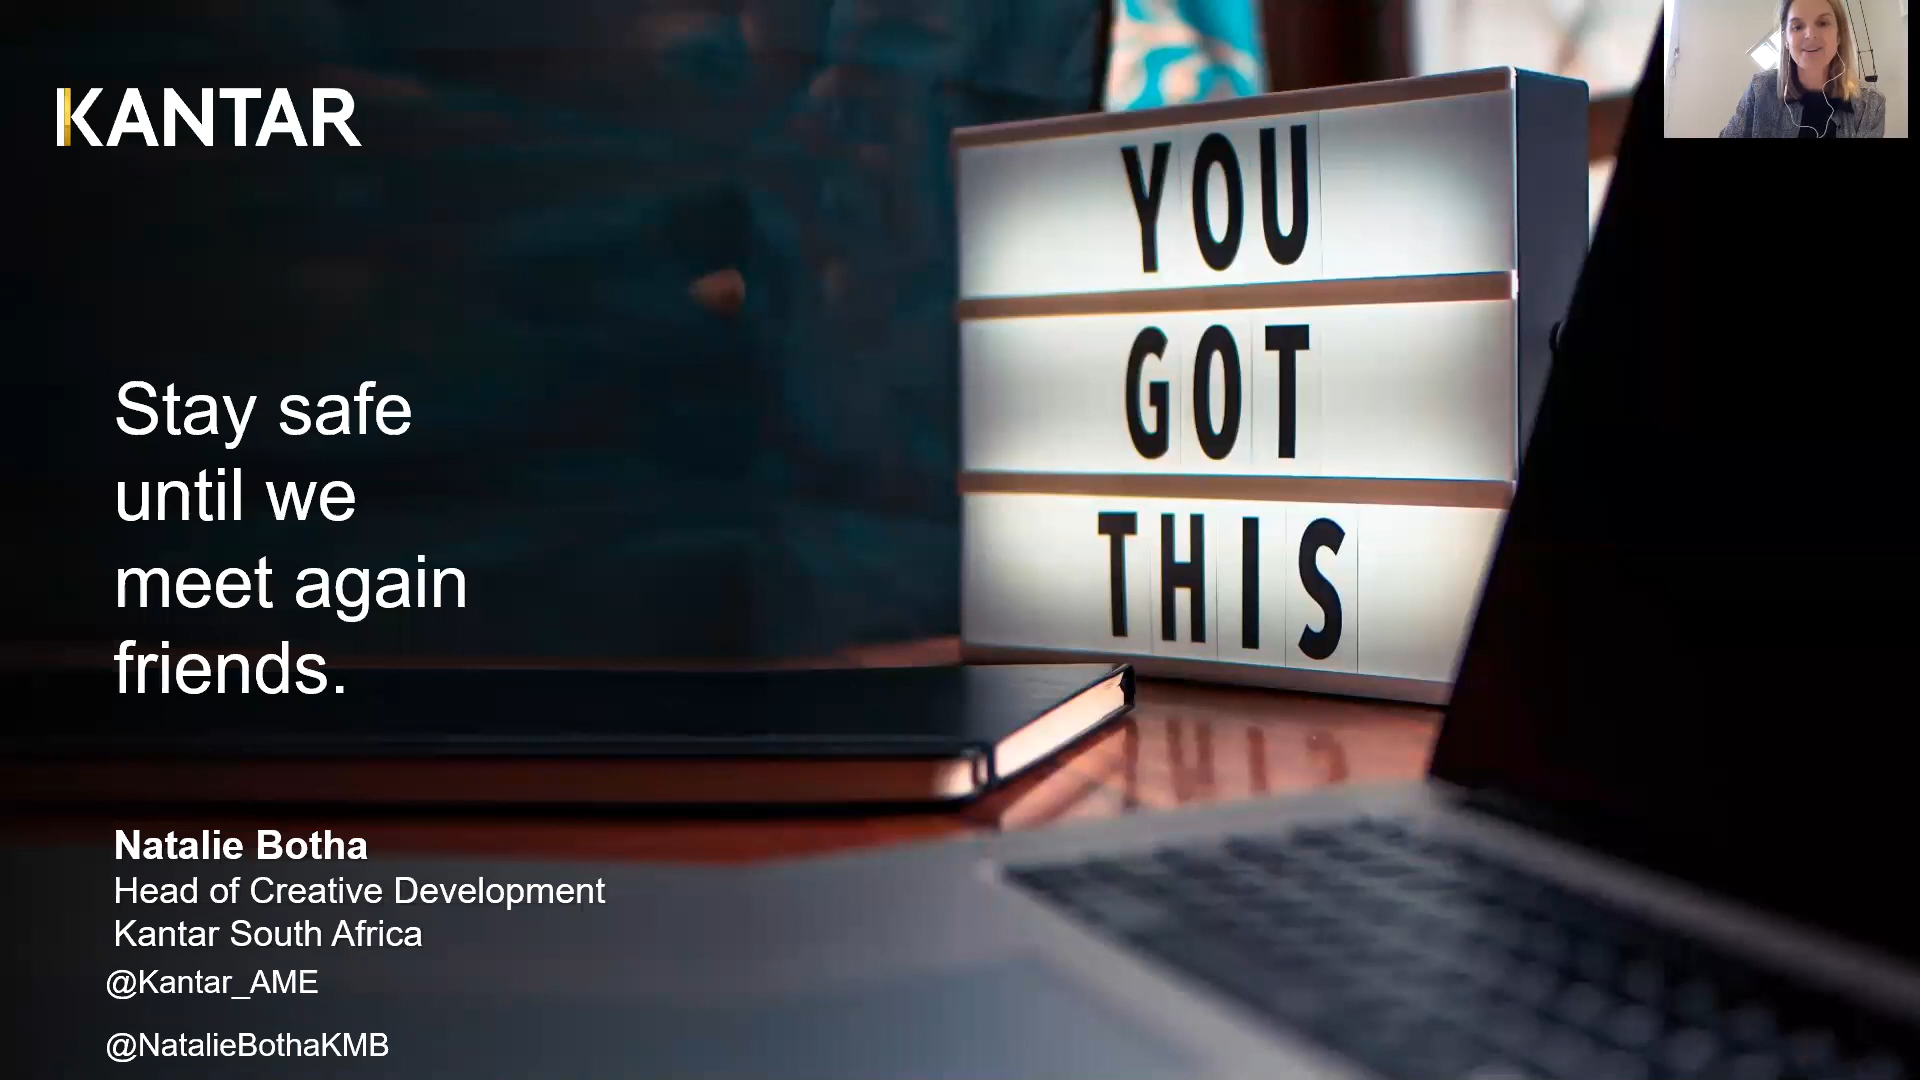 KANTAR
YOU
GOT
THIS
Stay safe
until we
meet again
friends.
Natalie Botha
Head of Creative Development
Kantar South Africa
@Kantar_AME
@NatalieBothaKMB